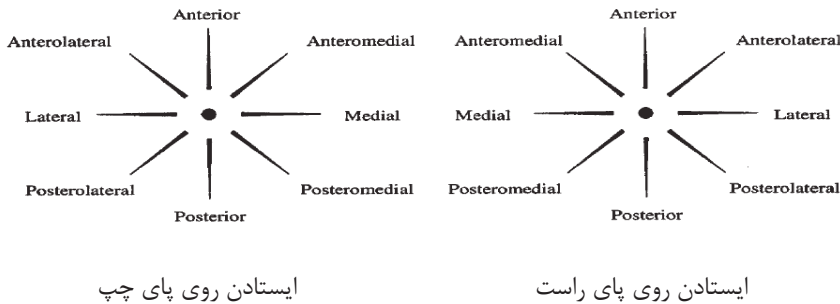 Anterior
Anterolateral
Anteromedial
Lateral
Medial
Posterolateral
Posteromedial
Posterior
ایستادن روی پای چپ
Anterior
Anteromedial
Anterolateral
Medial
Lateral
Posteromedial
Posterolateral
Posterior
ایستادن روی پای راست